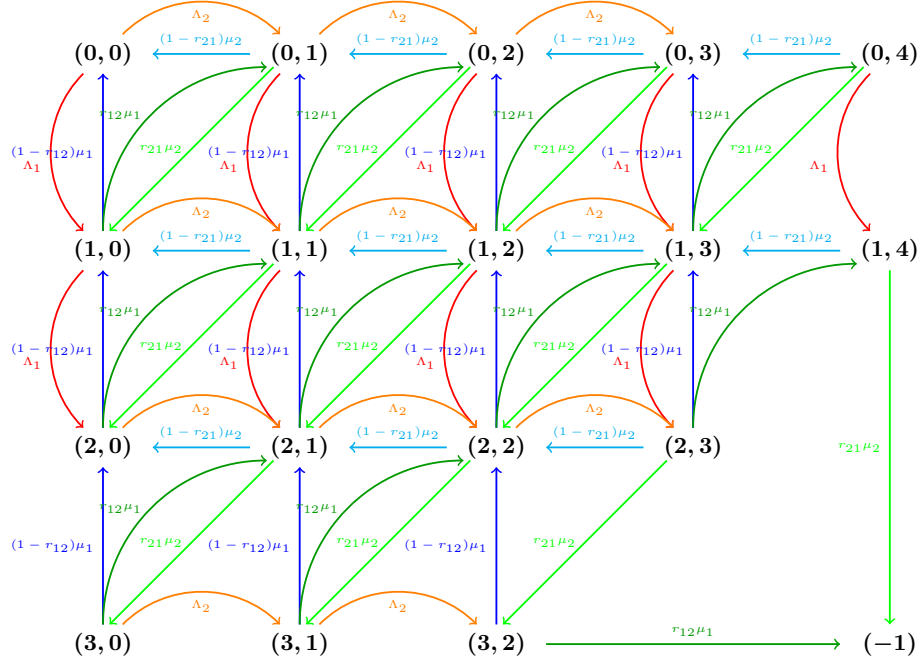 Λ₂ Λ₂ Λ₂
(0,0) (1 − r₂₁)μ₂ (0,1) (1 − r₂₁)μ₂ (0,2) (1 − r₂₁)μ₂ (0,3) (1 − r₂₁)μ₂ (0,4)
r₁₂μ₁ r₁₂μ₁ r₁₂μ₁ r₁₂μ₁
(1 − r₁₂)μ₁ r₂₁μ₂ (1 − r₁₂)μ₁ r₂₁μ₂ (1 − r₁₂)μ₁ r₂₁μ₂ (1 − r₁₂)μ₁ r₂₁μ₂
Λ₁ Λ₁ Λ₁ Λ₁ Λ₁
Λ₂ Λ₂ Λ₂
(1,0) (1 − r₂₁)μ₂ (1,1) (1 − r₂₁)μ₂ (1,2) (1 − r₂₁)μ₂ (1,3) (1 − r₂₁)μ₂ (1,4)
r₁₂μ₁ r₁₂μ₁ r₁₂μ₁ r₁₂μ₁
(1 − r₁₂)μ₁ r₂₁μ₂ (1 − r₁₂)μ₁ r₂₁μ₂ (1 − r₁₂)μ₁ r₂₁μ₂ (1 − r₁₂)μ₁
Λ₁ Λ₁ Λ₁ Λ₁
Λ₂ Λ₂ Λ₂
(2,0) (1 − r₂₁)μ₂ (2,1) (1 − r₂₁)μ₂ (2,2) (1 − r₂₁)μ₂ (2,3) r₂₁μ₂
r₁₂μ₁ r₁₂μ₁
(1 − r₁₂)μ₁ r₂₁μ₂ (1 − r₁₂)μ₁ r₂₁μ₂ (1 − r₁₂)μ₁ r₂₁μ₂
Λ₂ Λ₂
(3,0) (3,1) (3,2) r₁₂μ₁ (−1)